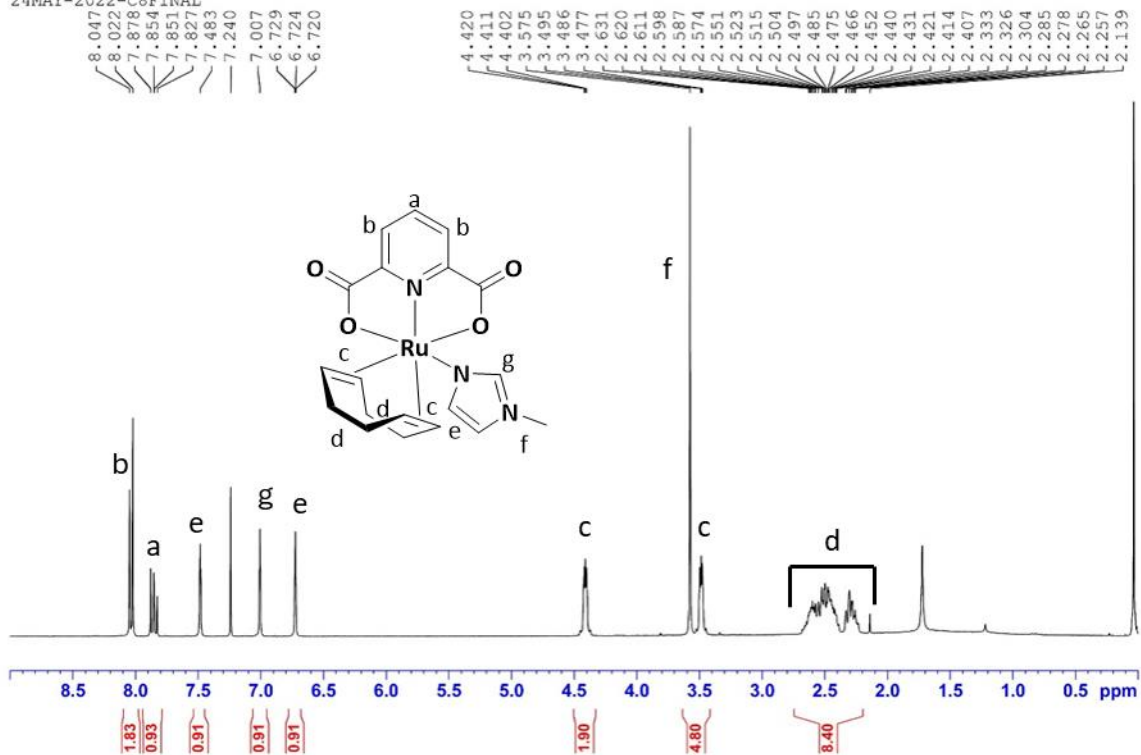 24MAY-2022-C8FINAL
8.047
8.022
7.878
7.854
7.851
7.827
7.483
7.240
7.007
6.729
6.724
6.720
4.420
4.411
4.402
3.575
3.495
3.486
3.477
2.631
2.620
2.611
2.598
2.587
2.574
2.551
2.523
2.515
2.504
2.497
2.485
2.475
2.466
2.452
2.440
2.431
2.421
2.414
2.407
2.333
2.326
2.304
2.285
2.278
2.265
2.257
2.139
a
b b
O O
N
O O
Ru
c N g
d c N
d e f
b
a
e
g
e
c
f
c
d
8.5 8.0 7.5 7.0 6.5 6.0 5.5 5.0 4.5 4.0 3.5 3.0 2.5 2.0 1.5 1.0 0.5 ppm
1.83
0.93
0.91
0.91
0.91
1.90
4.80
8.40